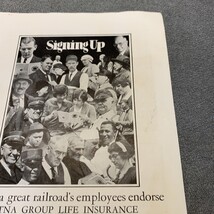 Signing Up
a great railroad's employees endorse
TNA GROUP LIFE INSURANCE